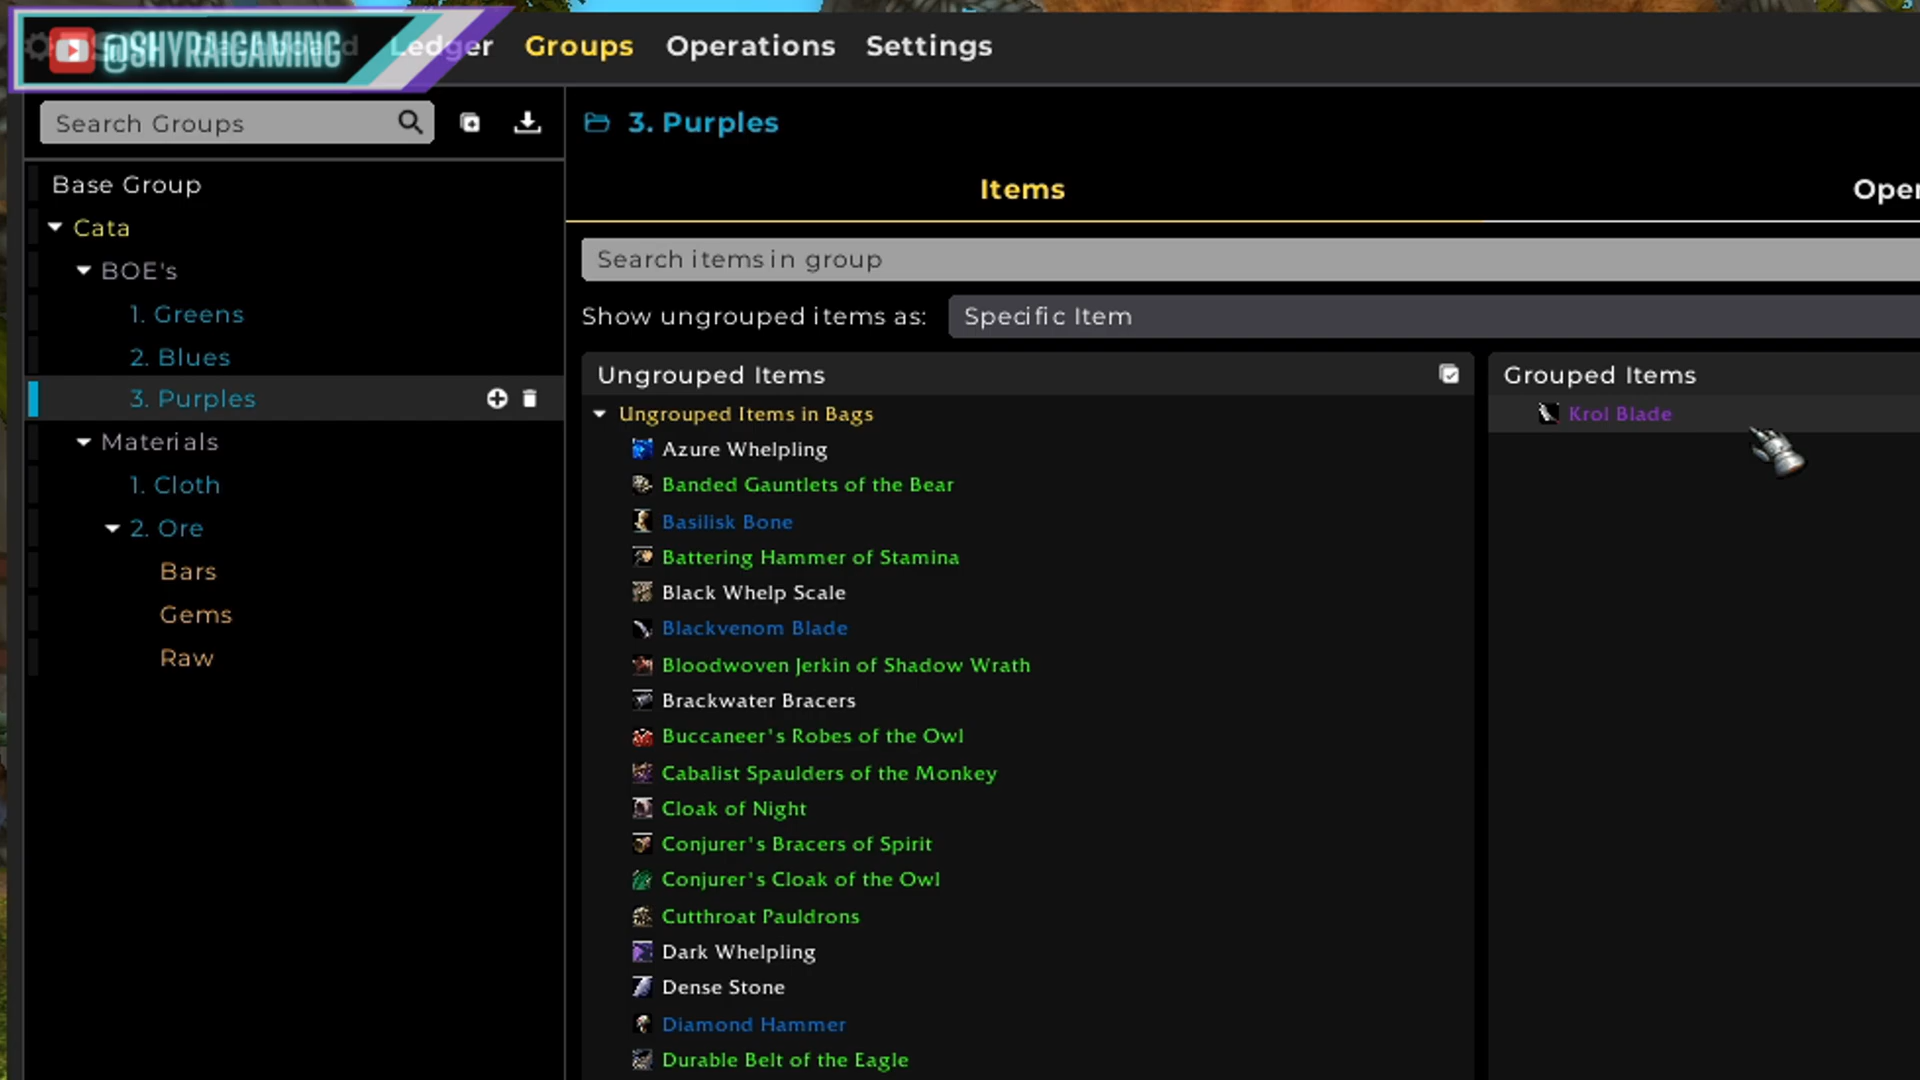 @SHYRAIGAMING
Ledger
Groups
Operations
Settings
Search Groups
3. Purples
Base Group
Items
Cata
BOE's
Search items in group
1. Greens
Show ungrouped items as:
Specific Item
2. Blues
Ungrouped Items
Grouped Items
3. Purples
Ungrouped Items in Bags
Krol Blade
Materials
Azure Whelpling
1. Cloth
Banded Gauntlets of the Bear
2. Ore
Basilisk Bone
Battering Hammer of Stamina
Bars
Black Whelp Scale
Gems
Blackvenom Blade
Raw
Bloodwoven Jerkin of Shadow Wrath
Brackwater Bracers
Buccaneer's Robes of the Owl
Cabalist Spaulders of the Monkey
Cloak of Night
Conjurer's Bracers of Spirit
Conjurer's Cloak of the Owl
Cutthroat Pauldrons
Dark Whelpling
Dense Stone
Diamond Hammer
Durable Belt of the Eagle